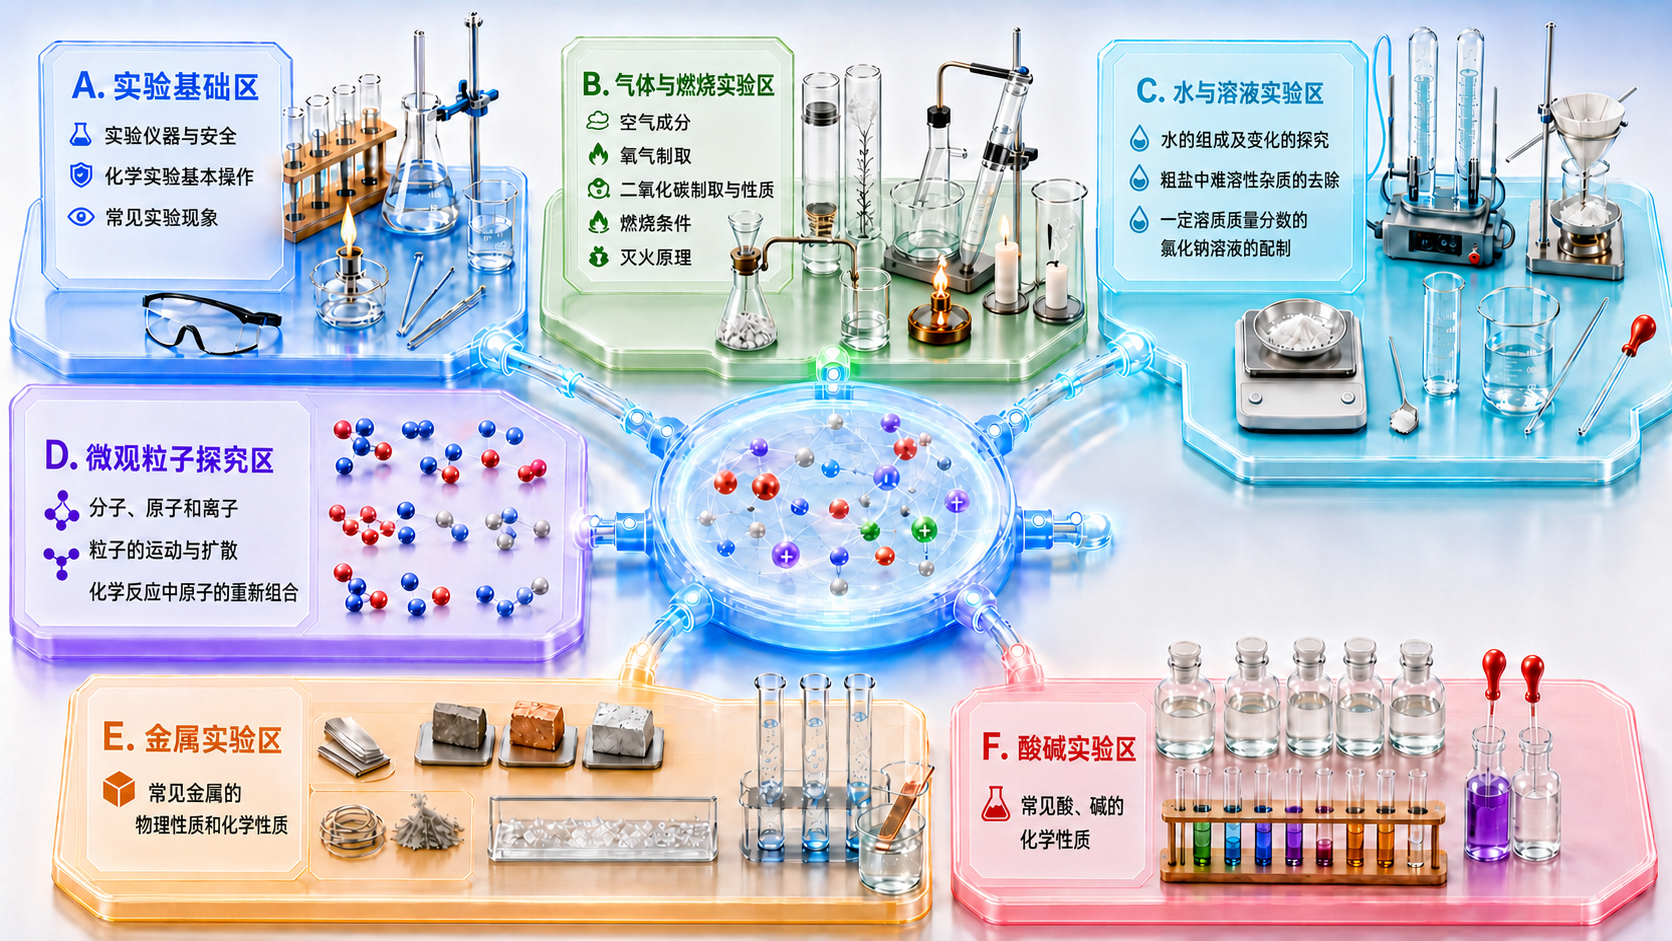 A. 实验基础区
实验仪器与安全
化学实验基本操作
常见实验现象
B. 气体与燃烧实验区
空气成分
氧气制取
二氧化碳制取与性质
燃烧条件
灭火原理
C. 水与溶液实验区
水的组成及变化的探究
粗盐中难溶性杂质的去除
一定溶质质量分数的
氯化钠溶液的配制
D. 微观粒子探究区
分子、原子和离子
粒子的运动与扩散
化学反应中原子的重新组合
E. 金属实验区
常见金属的
物理性质和化学性质
F. 酸碱实验区
常见酸、碱的
化学性质